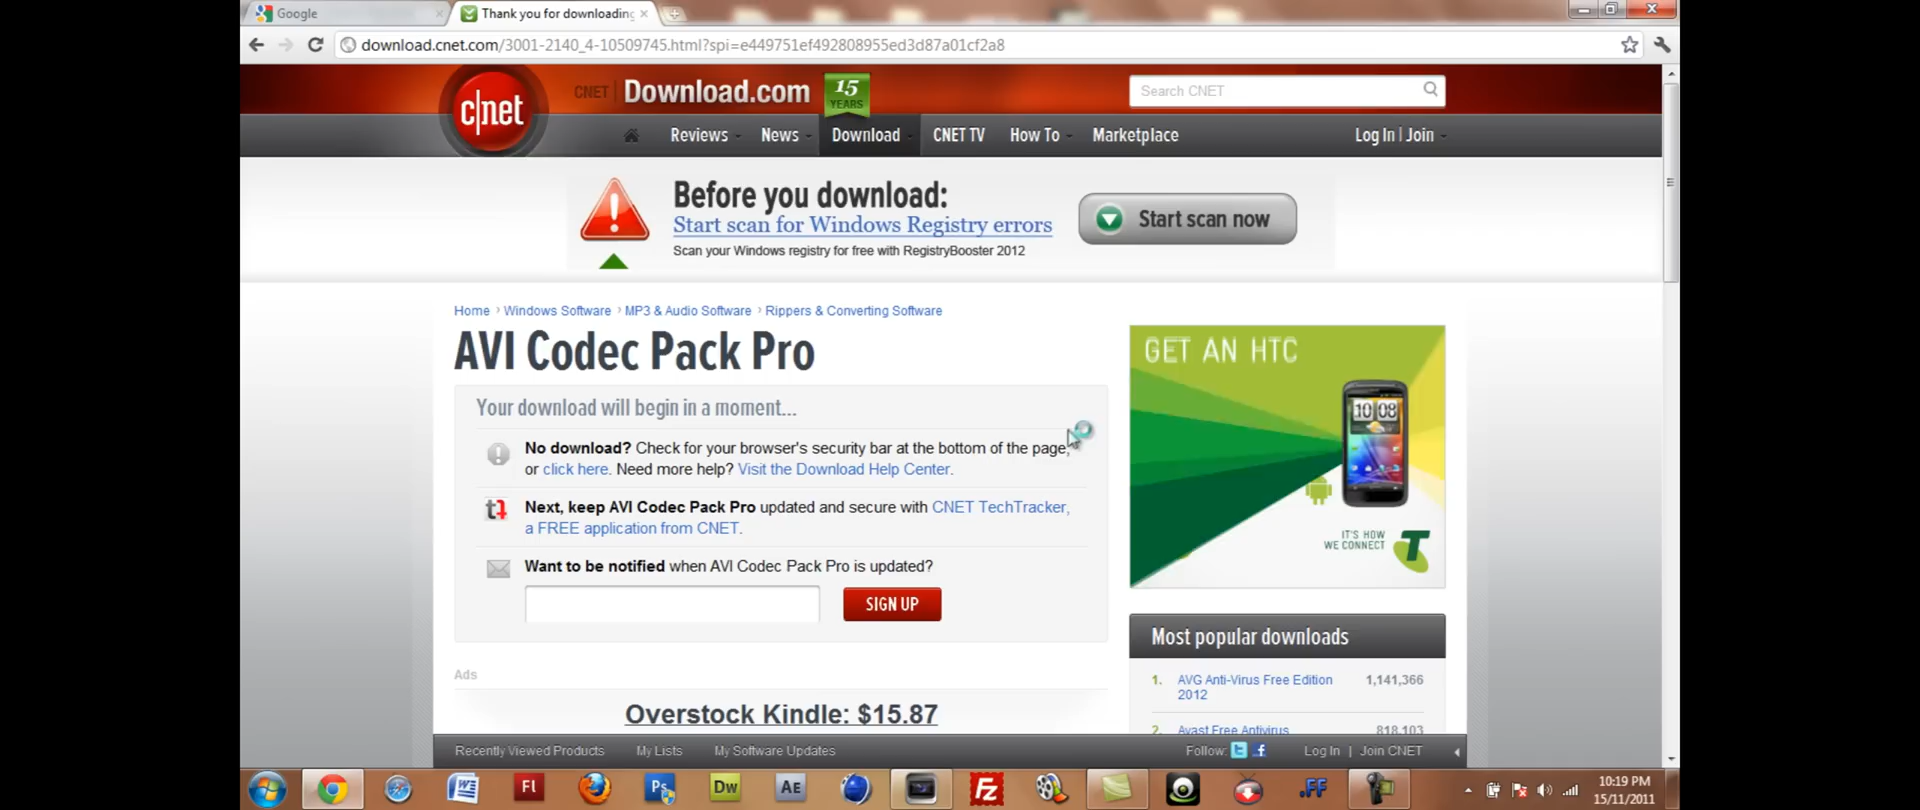 Google
Thank you for downloading
download.cnet.com/3001-2140_4-10509745.html?spi=e449751ef492808955ed3d87a01cf2a8
c|net
CNET | Download.com
15
YEARS
Search CNET
Reviews
News
Download
CNET TV
How To
Marketplace
Log In | Join
Before you download:
Start scan for Windows Registry errors
Scan your Windows registry for free with RegistryBooster 2012
Start scan now
Home › Windows Software › MP3 & Audio Software › Rippers & Converting Software
AVI Codec Pack Pro
Your download will begin in a moment...
No download? Check for your browser's security bar at the bottom of the page,
or click here. Need more help? Visit the Download Help Center.
Next, keep AVI Codec Pack Pro updated and secure with CNET TechTracker,
a FREE application from CNET.
Want to be notified when AVI Codec Pack Pro is updated?
SIGN UP
Ads
Overstock Kindle: $15.87
GET AN HTC
10 08
IT'S HOW
WE CONNECT
T
Most popular downloads
1. AVG Anti-Virus Free Edition 1,141,366
2012
2. Avast Free Antivirus 818,103
Recently Viewed Products
My Lists
My Software Updates
Follow:
Log In | Join CNET
W
Fl
Ps
Dw
AE
FZ
.FF
10:19 PM
15/11/2011